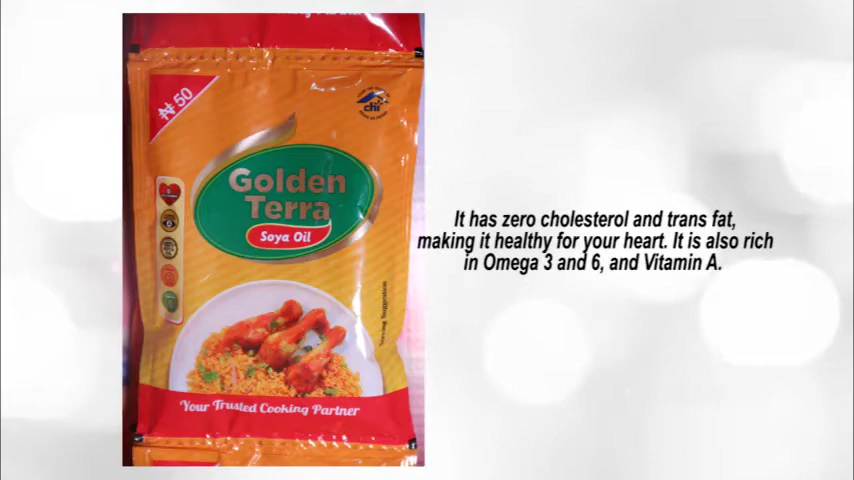 ₦50
chi
Golden
Terra
Soya Oil
Serving Suggestion
Your Trusted Cooking Partner
It has zero cholesterol and trans fat,
making it healthy for your heart. It is also rich
in Omega 3 and 6, and Vitamin A.